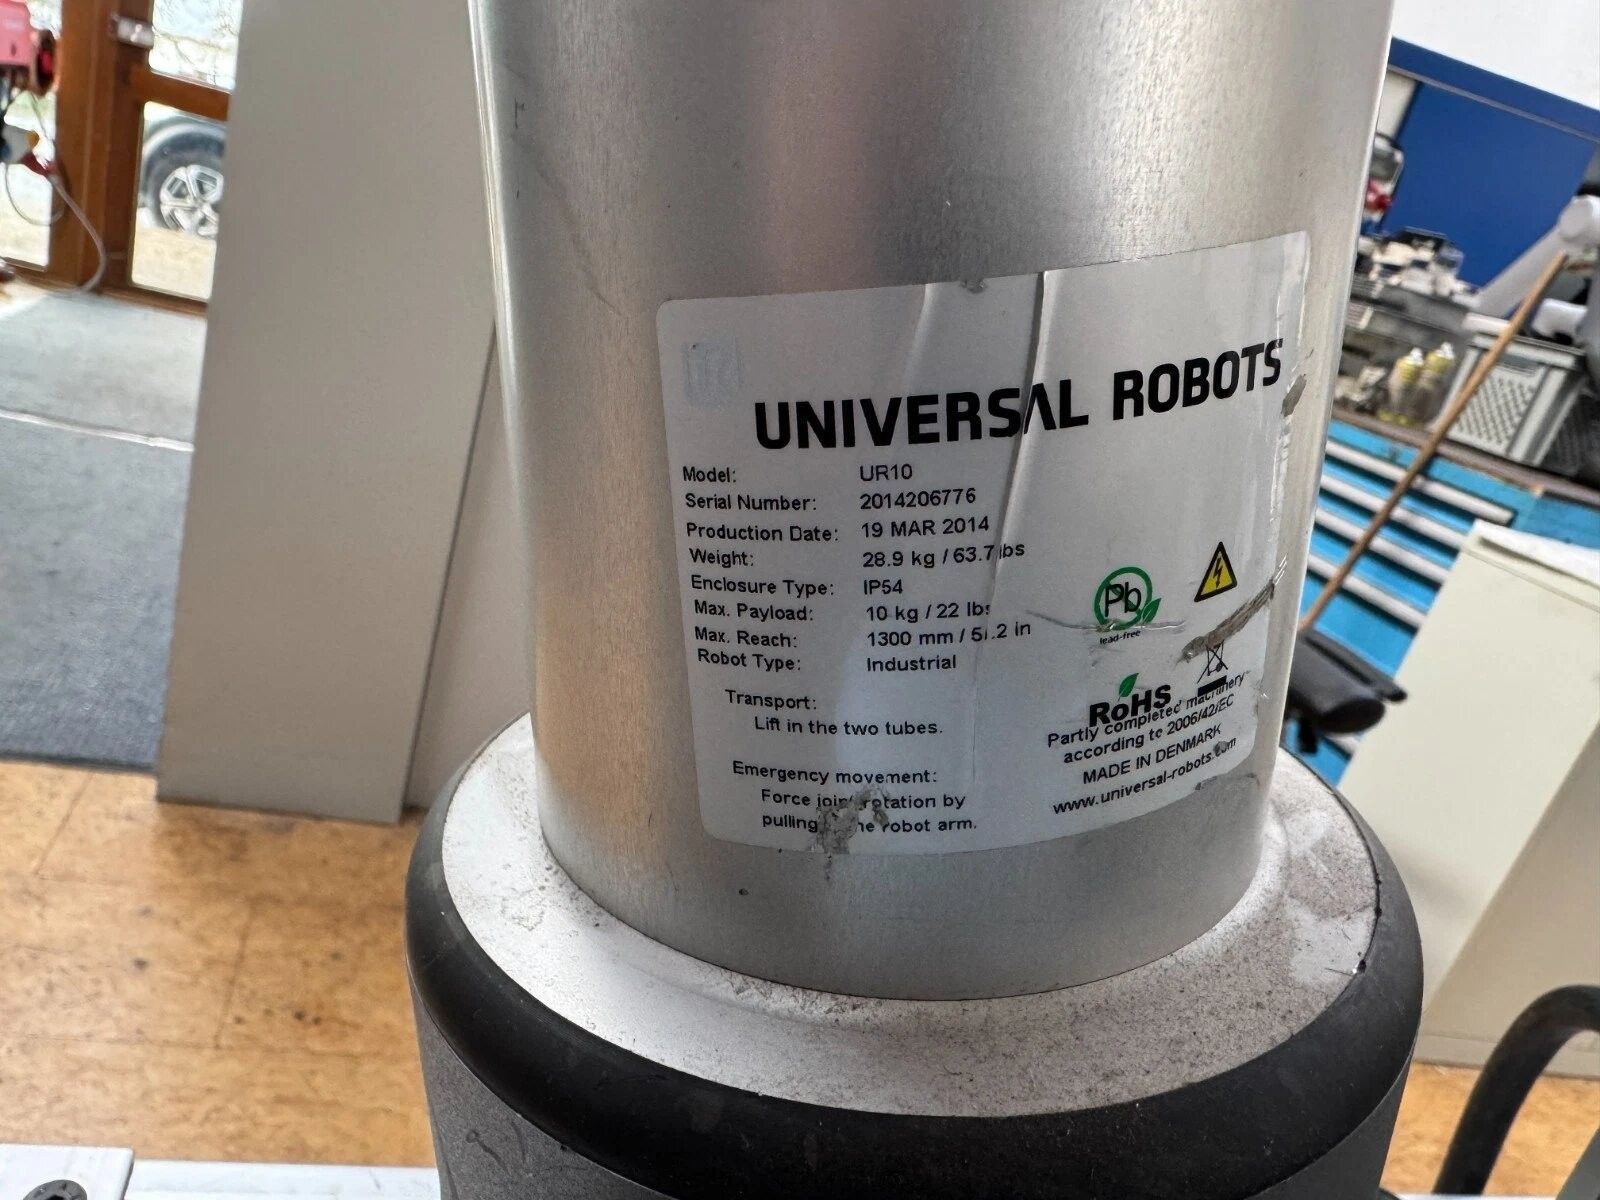 UNIVERSAL ROBOTS
Model: UR10
Serial Number: 2014206776
Production Date: 19 MAR 2014
Weight: 28.9 kg / 63.7 lbs
Enclosure Type: IP54
Max. Payload: 10 kg / 22 lbs
Max. Reach: 1300 mm / 51.2 in
Robot Type: Industrial
Transport:
Lift in the two tubes.
Emergency movement:
Force joint rotation by
pulling the robot arm.
Pb
lead-free
RoHS
Partly completed machinery
according to 2006/42/EC
MADE IN DENMARK
www.universal-robots.com